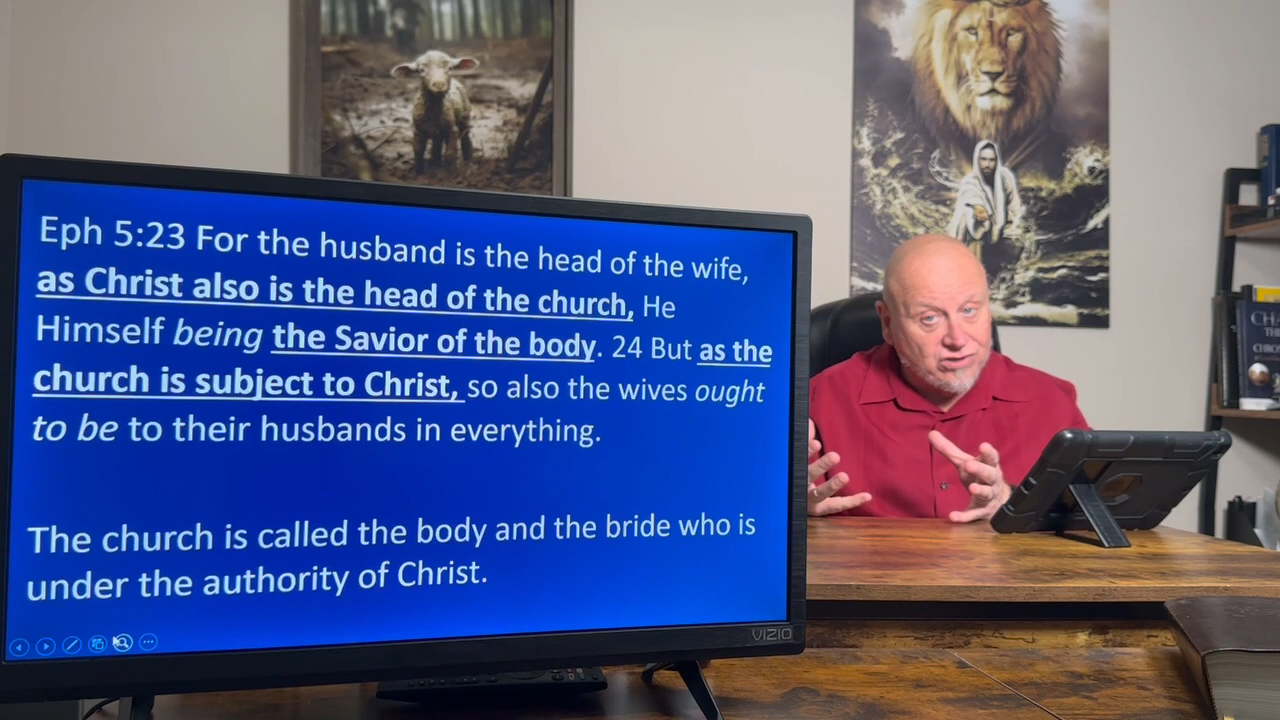 Eph 5:23 For the husband is the head of the wife,
as Christ also is the head of the church, He
Himself being the Savior of the body. 24 But as the
church is subject to Christ, so also the wives ought
to be to their husbands in everything.
The church is called the body and the bride who is
under the authority of Christ.
VIZIO